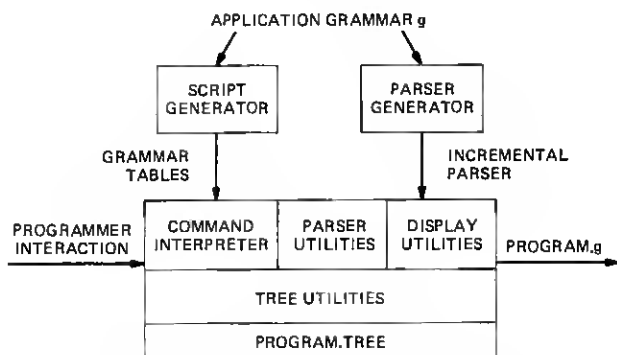 APPLICATION GRAMMAR g
SCRIPT
GENERATOR
PARSER
GENERATOR
GRAMMAR
TABLES
INCREMENTAL
PARSER
PROGRAMMER
INTERACTION
COMMAND
INTERPRETER
PARSER
UTILITIES
DISPLAY
UTILITIES
PROGRAM.g
TREE UTILITIES
PROGRAM.TREE